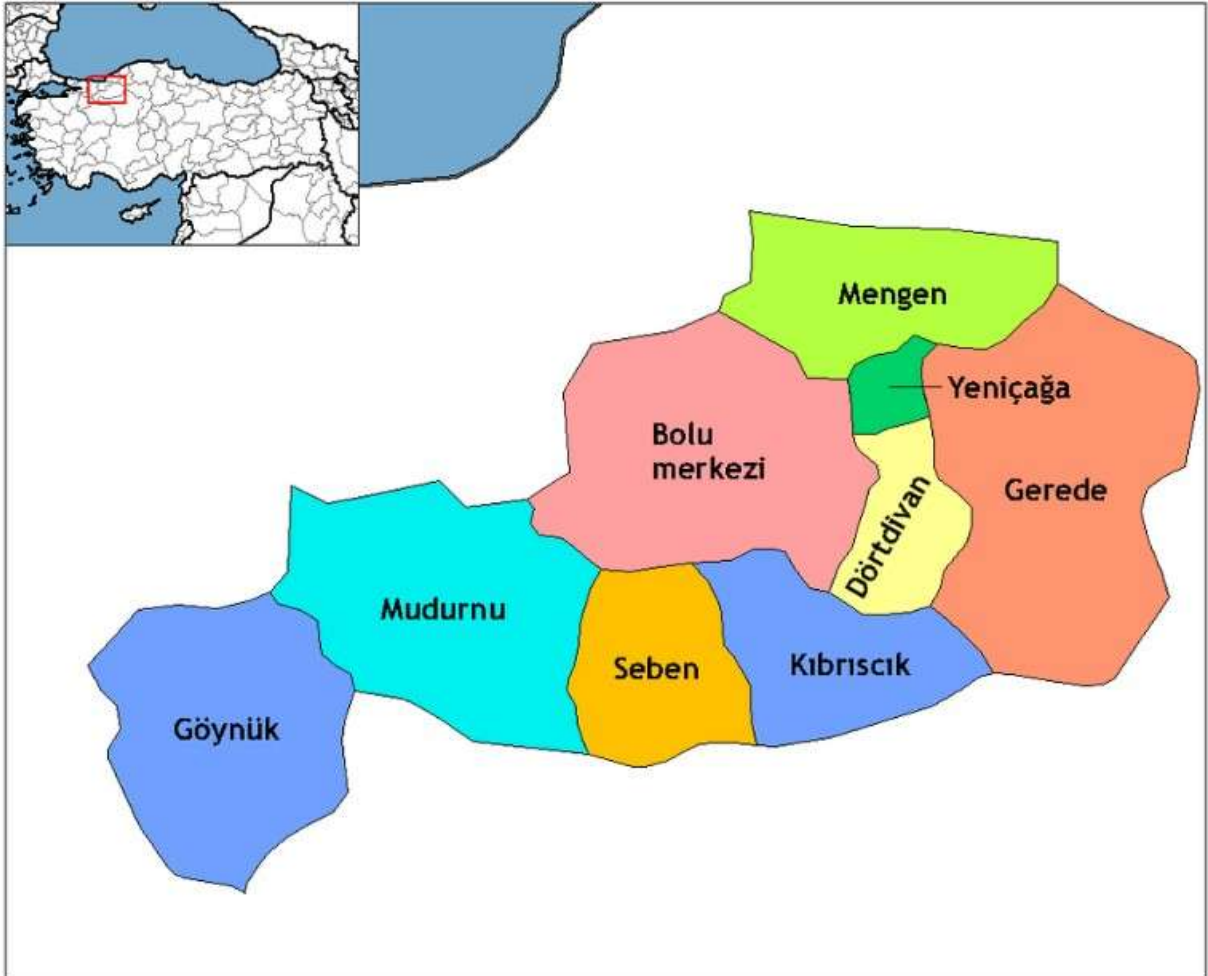 Mengen
Yeniçağa
Bolu
merkezi
Gerede
Dörtdivan
Mudurnu
Seben
Kıbrıscık
Göynük